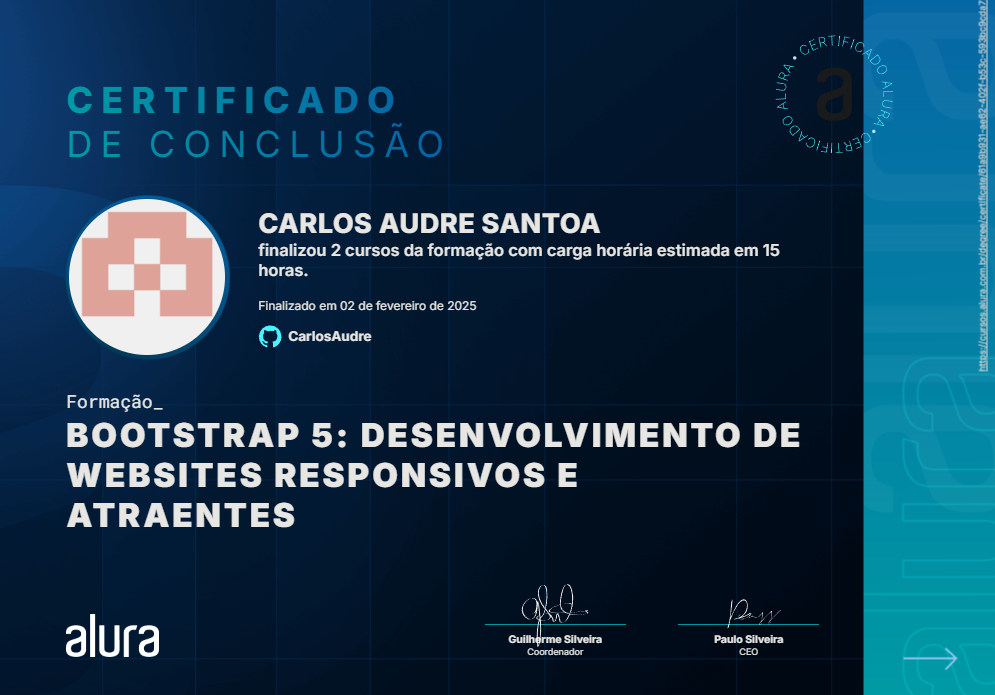 CERTIFICADO
DE CONCLUSÃO
CERTIFICADO ALURA • CERTIFICADO ALURA •
CARLOS AUDRE SANTOA
finalizou 2 cursos da formação com carga horária estimada em 15
horas.
Finalizado em 02 de fevereiro de 2025
CarlosAudre
Formação_
BOOTSTRAP 5: DESENVOLVIMENTO DE
WEBSITES RESPONSIVOS E
ATRAENTES
alura
Guilherme Silveira
Coordenador
Paulo Silveira
CEO
alura